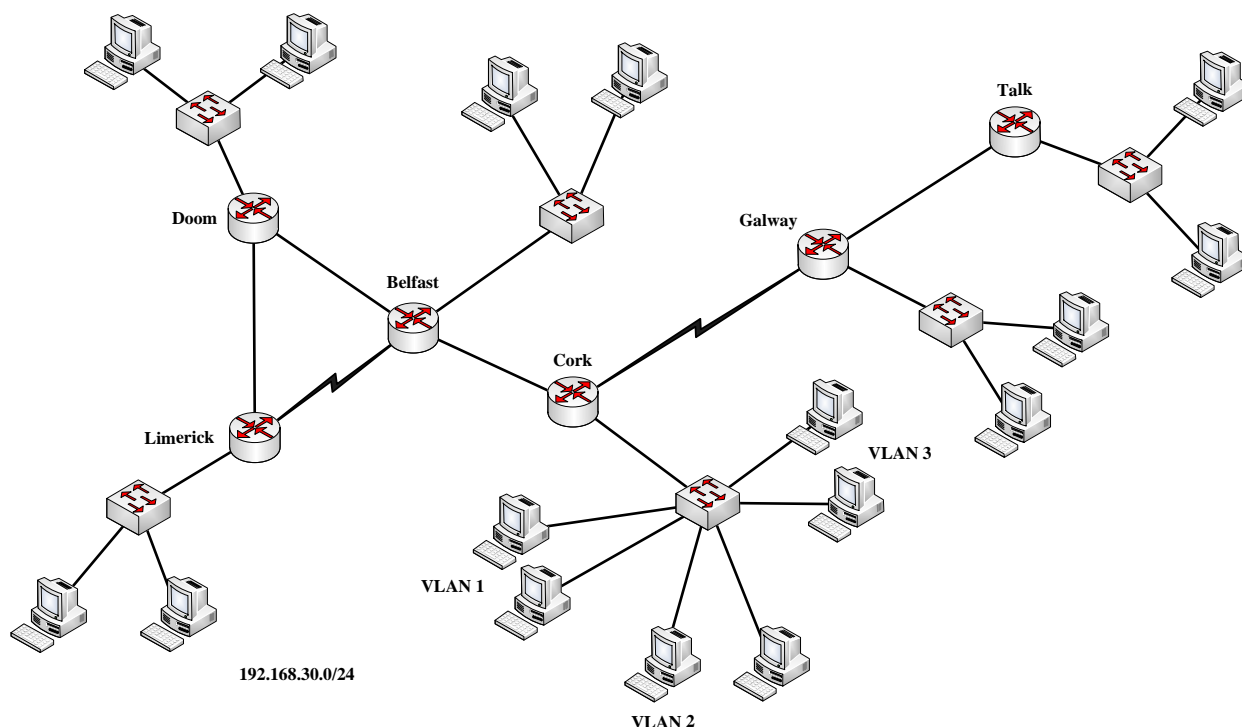 Talk
Doom
Galway
Belfast
Cork
Limerick
VLAN 3
VLAN 1
192.168.30.0/24
VLAN 2